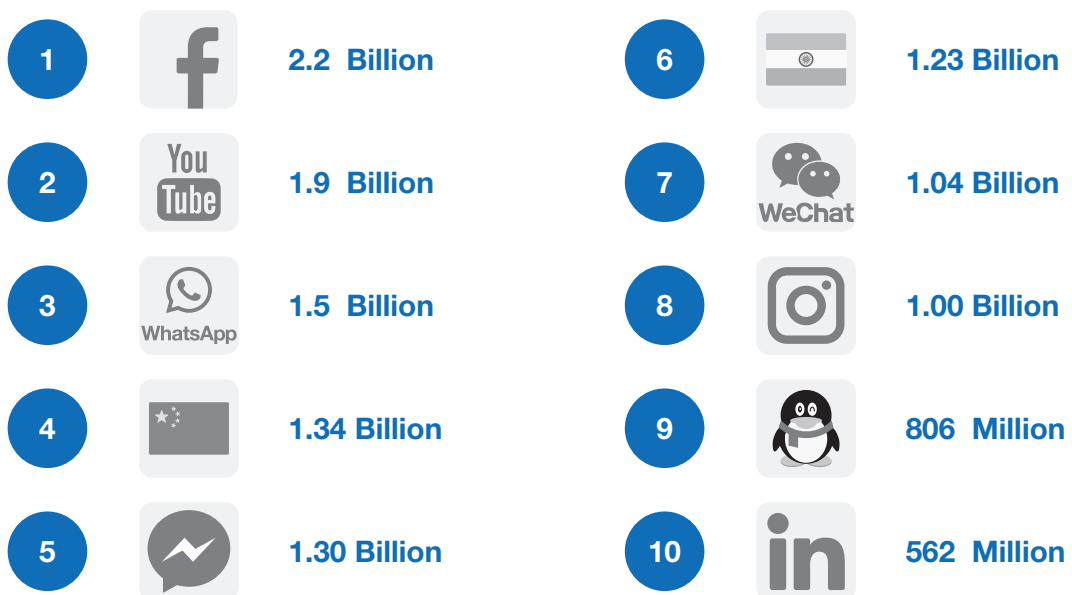 1 2.2 Billion
2 You Tube 1.9 Billion
3 WhatsApp 1.5 Billion
4 1.34 Billion
5 1.30 Billion
6 1.23 Billion
7 WeChat 1.04 Billion
8 1.00 Billion
9 806 Million
10 in 562 Million